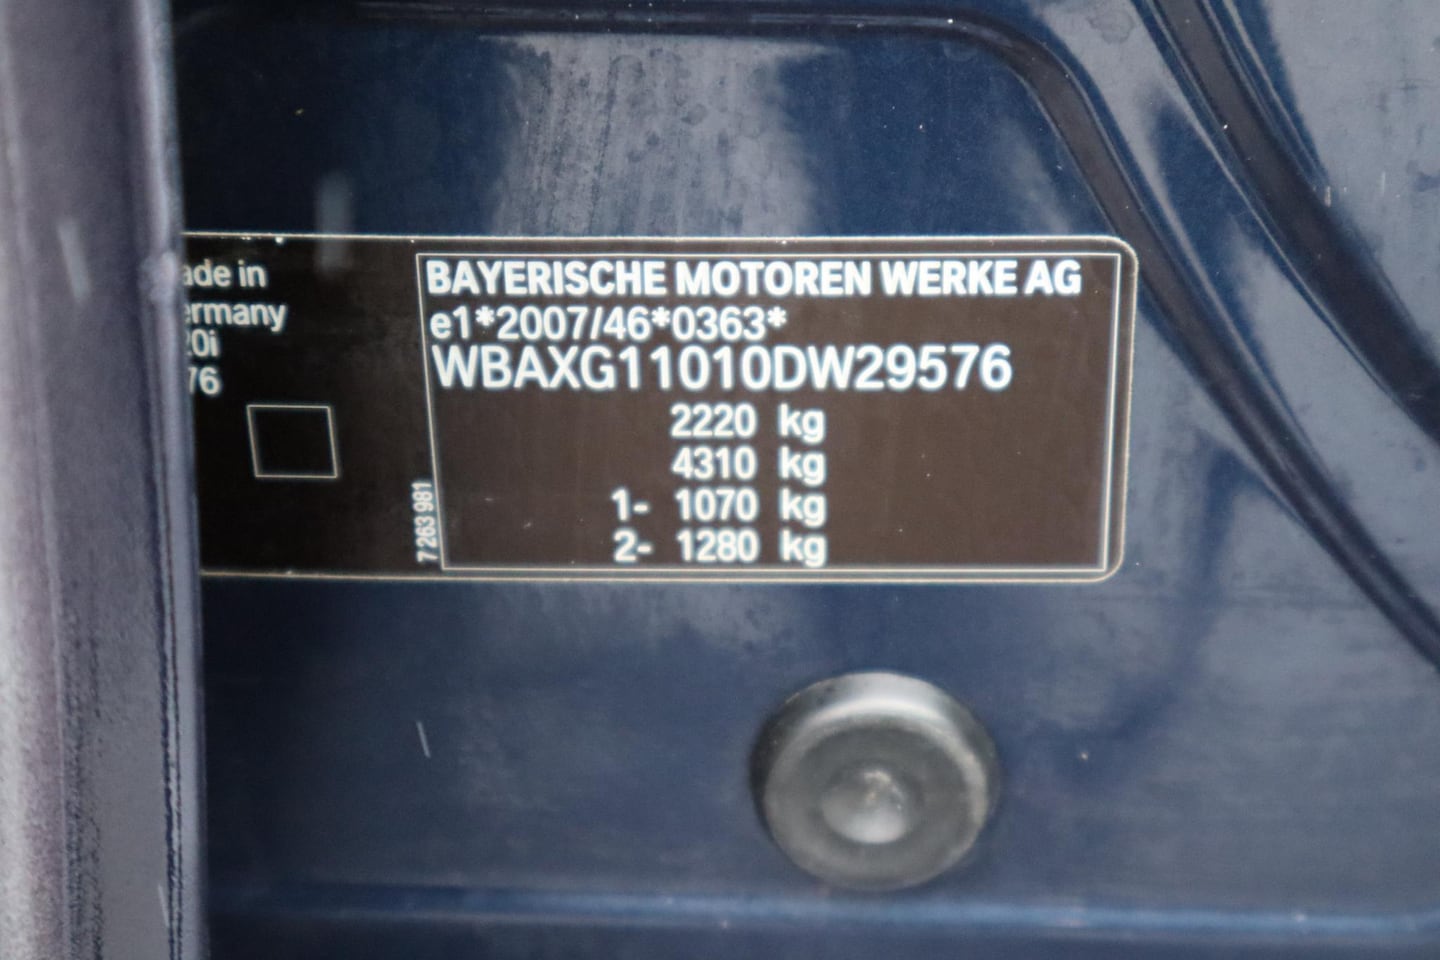 ade in
ermany
20i
76
BAYERISCHE MOTOREN WERKE AG
e1*2007/46*0363*
WBAXG11010DW29576
2220 kg
4310 kg
1- 1070 kg
2- 1280 kg
7 263 981